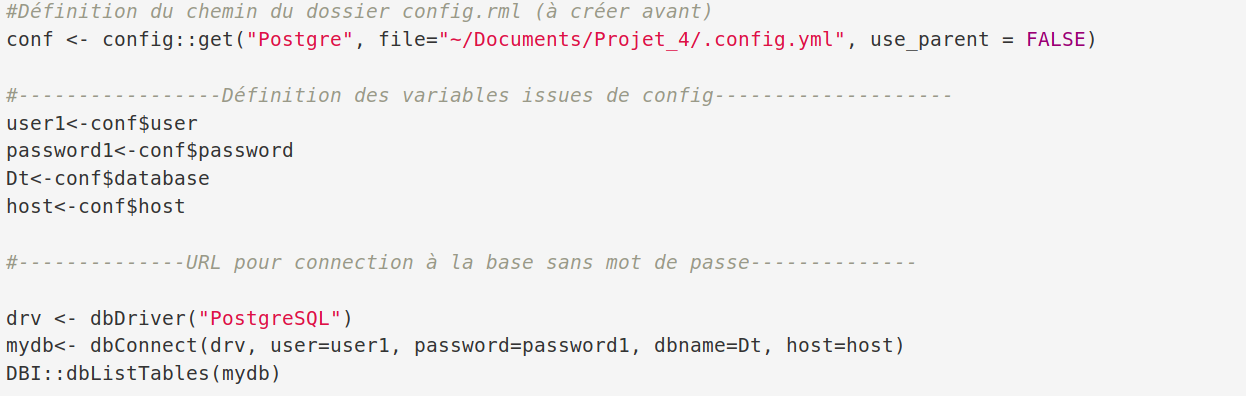 #Définition du chemin du dossier config.rml (à créer avant)
conf <- config::get("Postgre", file="~/Documents/Projet_4/.config.yml", use_parent = FALSE)
#-----------------Définition des variables issues de config--------------------
user1<-conf$user
password1<-conf$password
Dt<-conf$database
host<-conf$host
#--------------URL pour connection à la base sans mot de passe--------------
drv <- dbDriver("PostgreSQL")
mydb<- dbConnect(drv, user=user1, password=password1, dbname=Dt, host=host)
DBI::dbListTables(mydb)